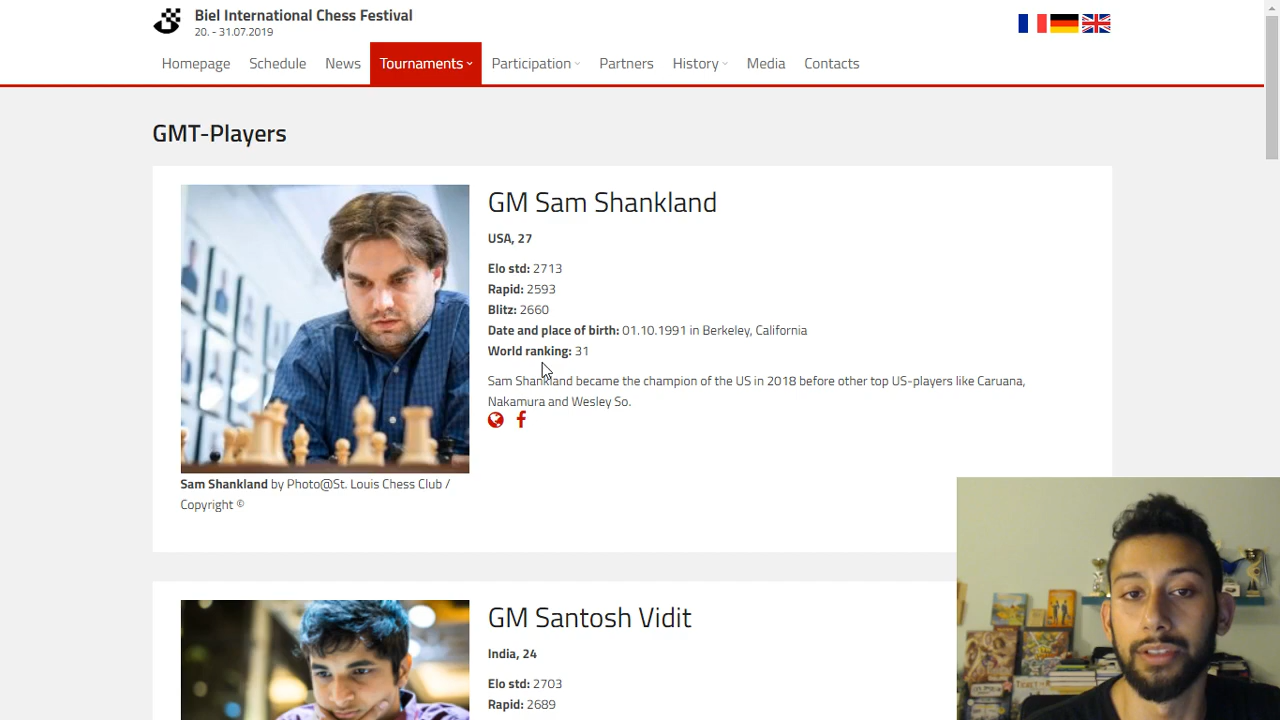 Biel International Chess Festival
20. - 31.07.2019
Homepage Schedule News Tournaments Participation Partners History Media Contacts
GMT-Players
GM Sam Shankland
USA, 27
Elo std: 2713
Rapid: 2593
Blitz: 2660
Date and place of birth: 01.10.1991 in Berkeley, California
World ranking: 31
Sam Shankland became the champion of the US in 2018 before other top US-players like Caruana,
Nakamura and Wesley So.
Sam Shankland by Photo@St. Louis Chess Club /
Copyright ©
GM Santosh Vidit
India, 24
Elo std: 2703
Rapid: 2689